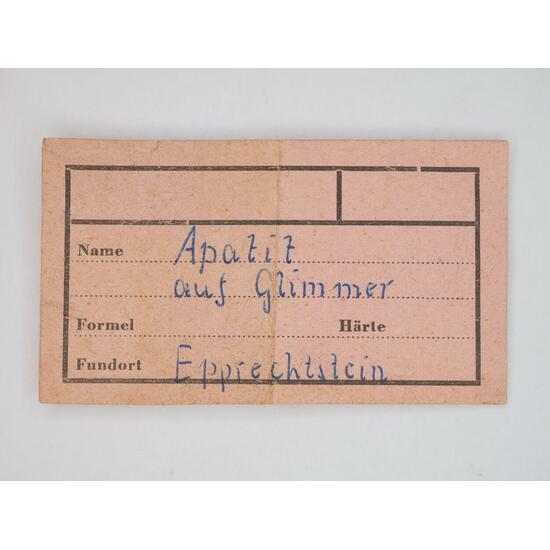 Name Apatit
auf Glimmer
Formel Härte
Fundort Epprechtstein